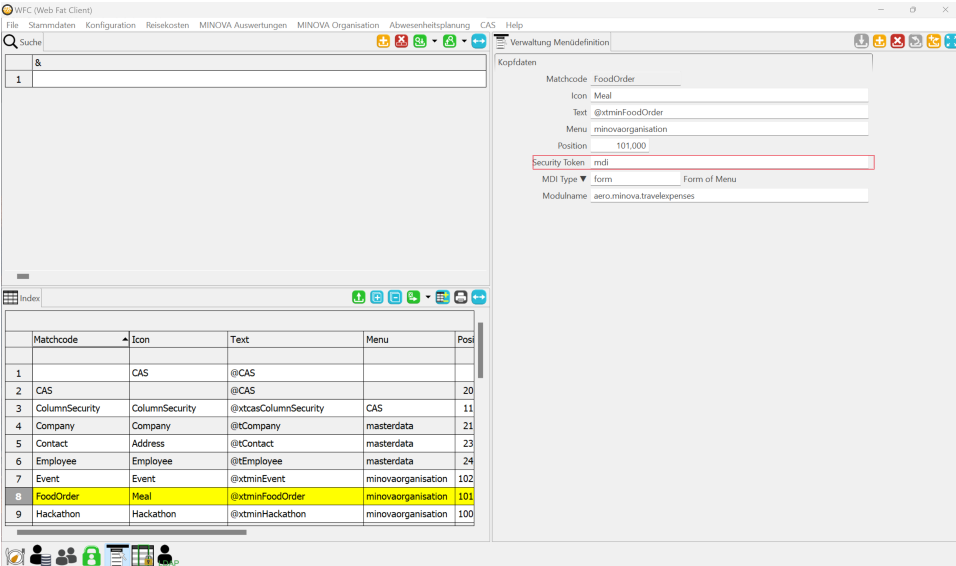 WFC (Web Fat Client)
File Stammdaten Konfiguration Reisekosten MINOVA Auswertungen MINOVA Organisation Abwesenheitsplanung CAS Help
Suche
Verwaltung Menüdefinition
&
1
Kopfdaten
Matchcode FoodOrder
Icon Meal
Text @xtminFoodOrder
Menu minovaorganisation
Position 101,000
Security Token mdi
MDI Type ▼ form Form of Menu
Modulname aero.minova.travelexpenses
Index
Matchcode Icon Text Menu Posi
1 CAS @CAS
2 CAS @CAS 20
3 ColumnSecurity ColumnSecurity @xtcasColumnSecurity CAS 11
4 Company Company @tCompany masterdata 21
5 Contact Address @tContact masterdata 23
6 Employee Employee @tEmployee masterdata 24
7 Event Event @xtminEvent minovaorganisation 102
8 FoodOrder Meal @xtminFoodOrder minovaorganisation 101
9 Hackathon Hackathon @xtminHackathon minovaorganisation 100
LDAP